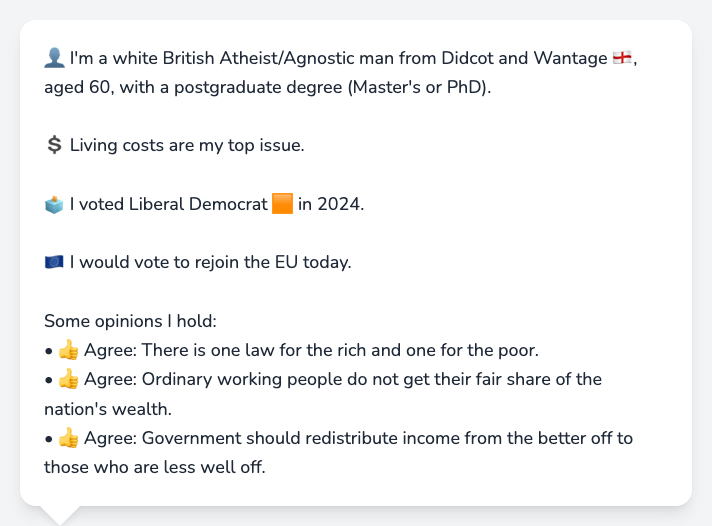 👤 I'm a white British Atheist/Agnostic man from Didcot and Wantage 🏴󠁧󠁢󠁥󠁮󠁧󠁿,
aged 60, with a postgraduate degree (Master's or PhD).
💲 Living costs are my top issue.
🗳️ I voted Liberal Democrat 🟧 in 2024.
🇪🇺 I would vote to rejoin the EU today.
Some opinions I hold:
• 👍 Agree: There is one law for the rich and one for the poor.
• 👍 Agree: Ordinary working people do not get their fair share of the
nation's wealth.
• 👍 Agree: Government should redistribute income from the better off to
those who are less well off.